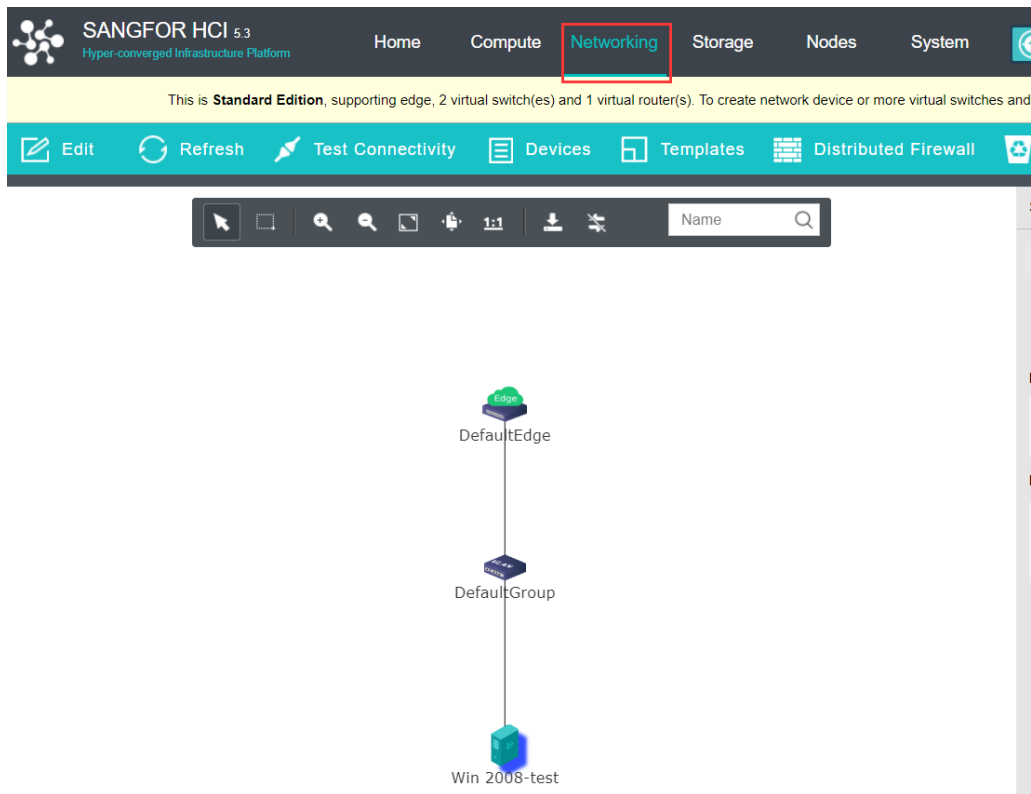 SANGFOR HCI 5.3
Hyper-converged Infrastructure Platform
Home Compute Networking Storage Nodes System
This is Standard Edition, supporting edge, 2 virtual switch(es) and 1 virtual router(s). To create network device or more virtual switches and
Edit Refresh Test Connectivity Devices Templates Distributed Firewall
1:1 Name
Edge
DefaultEdge
DefaultGroup
Win 2008-test